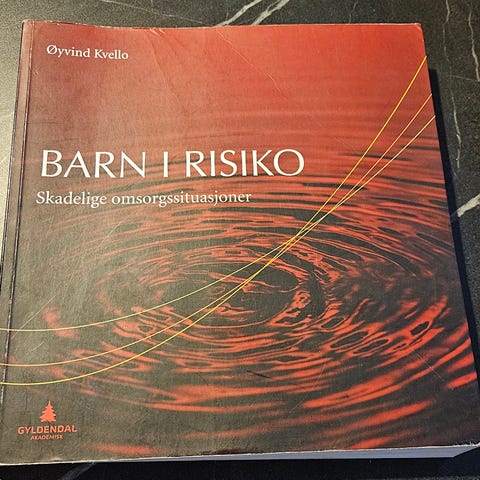 Øyvind Kvello
BARN I RISIKO
Skadelige omsorgssituasjoner
GYLDENDAL
AKADEMISK